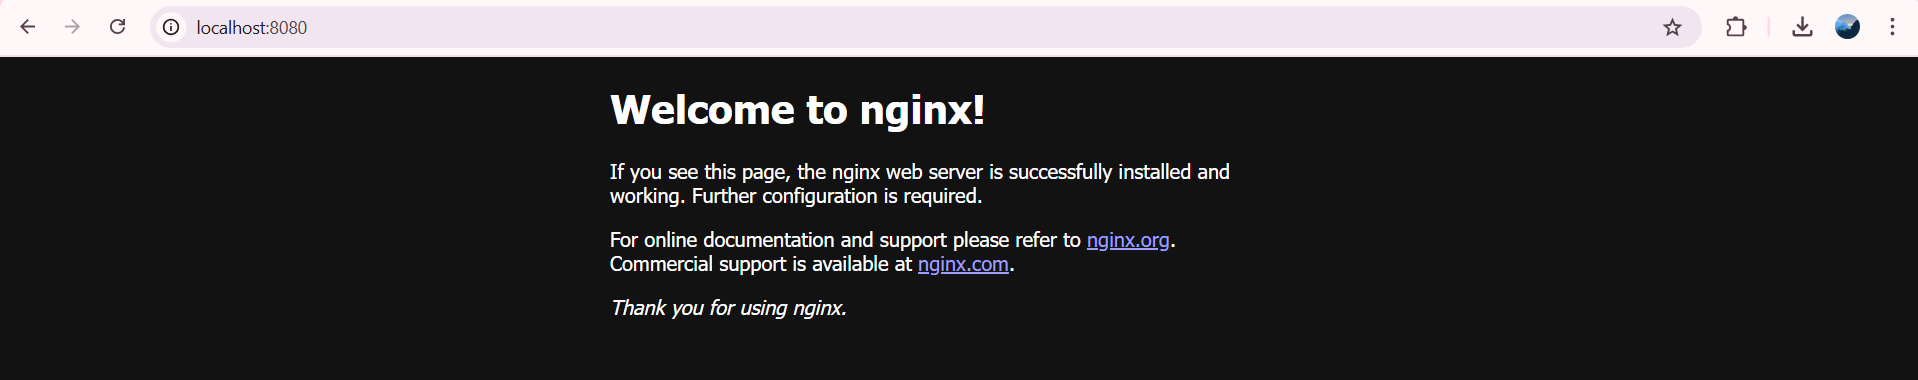 localhost:8080
Welcome to nginx!
If you see this page, the nginx web server is successfully installed and
working. Further configuration is required.
For online documentation and support please refer to nginx.org.
Commercial support is available at nginx.com.
Thank you for using nginx.